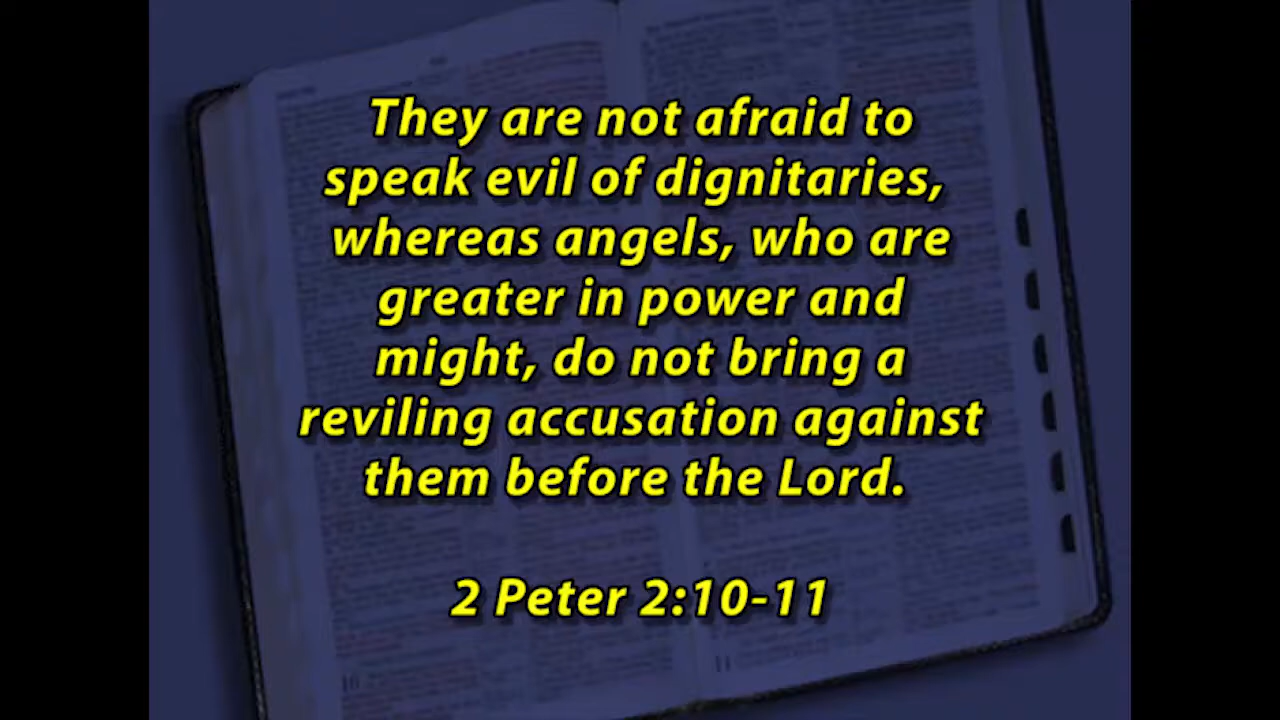 They are not afraid to
speak evil of dignitaries,
whereas angels, who are
greater in power and
might, do not bring a
reviling accusation against
them before the Lord.
2 Peter 2:10-11